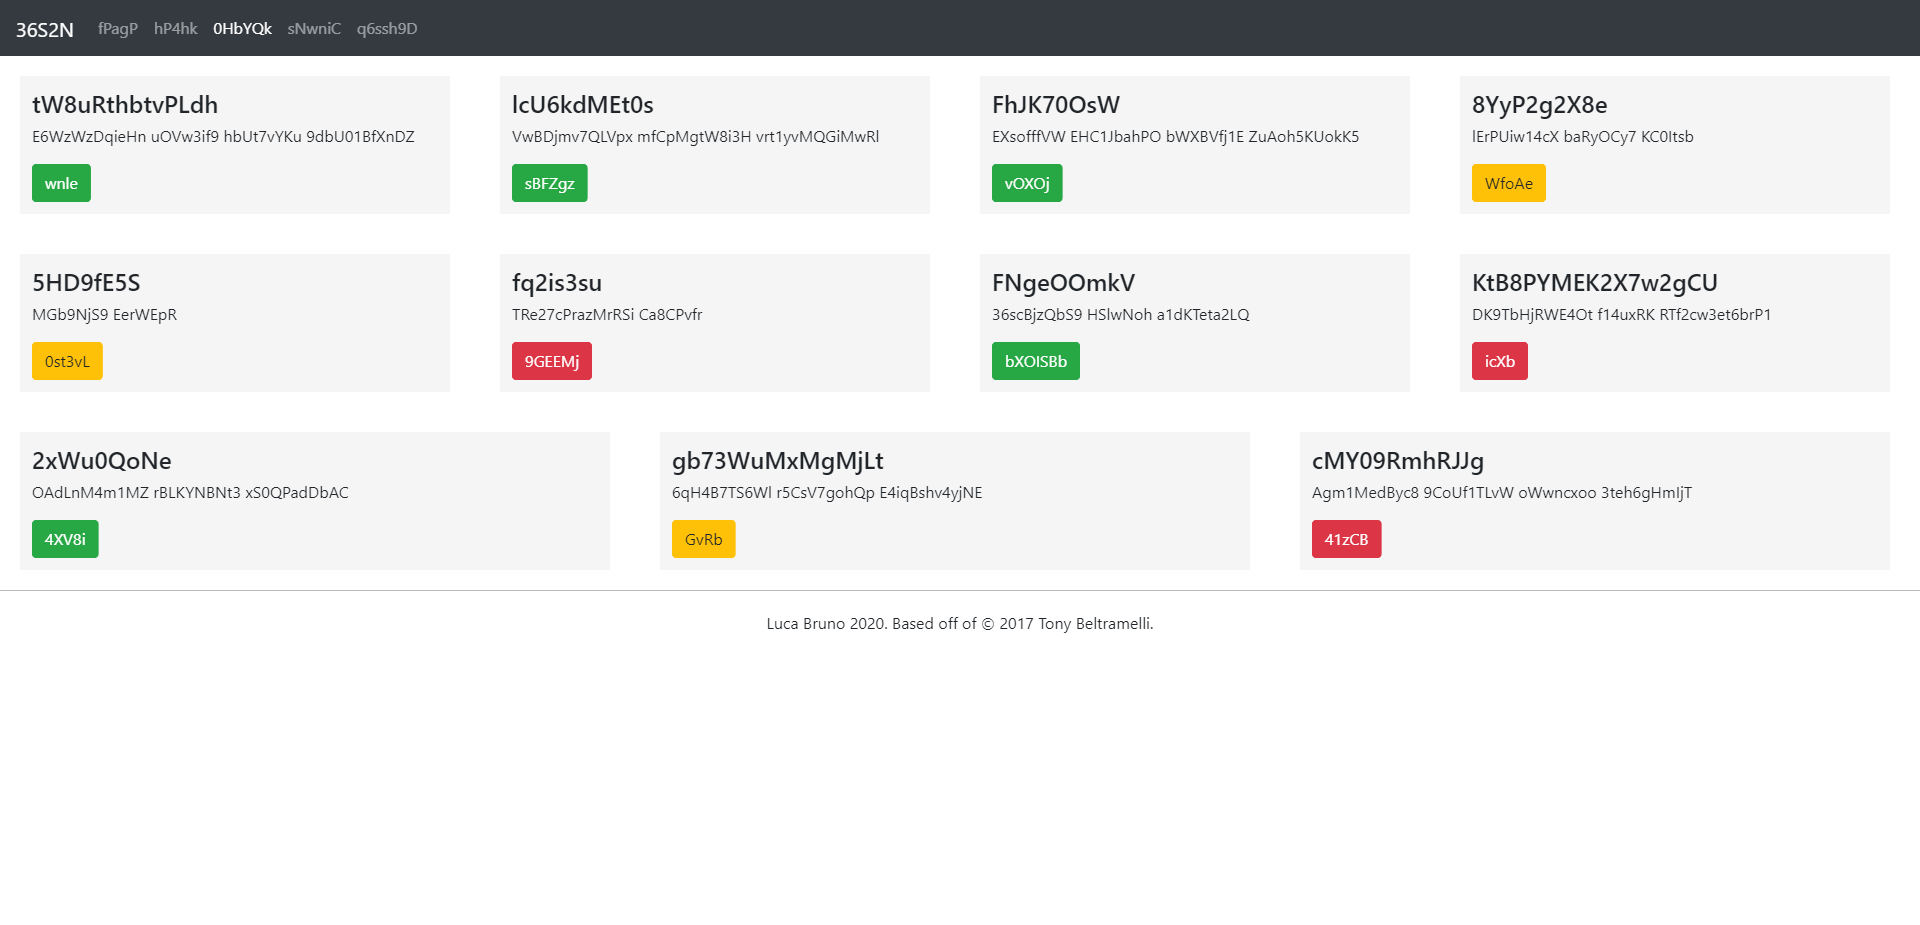 36S2N fPagP hP4hk 0HbYQk sNwniC q6ssh9D
tW8uRthbtvPLdh
E6WzWzDqieHn uOVw3if9 hbUt7vYKu 9dbU01BfXnDZ
wnle
lcU6kdMEt0s
VwBDjmv7QLVpx mfCpMgtW8i3H vrt1yvMQGiMwRl
sBFZgz
FhJK70OsW
EXsofffVW EHC1JbahPO bWXBVfj1E ZuAoh5KUokK5
vOXOj
8YyP2g2X8e
lErPUiw14cX baRyOCy7 KC0Itsb
WfoAe
5HD9fE5S
MGb9NjS9 EerWEpR
0st3vL
fq2is3su
TRe27cPrazMrRSi Ca8CPvfr
9GEEMj
FNgeOOmkV
36scBjzQbS9 HSlwNoh a1dKTeta2LQ
bXOISBb
KtB8PYMEK2X7w2gCU
DK9TbHjRWE4Ot f14uxRK RTf2cw3et6brP1
icXb
2xWu0QoNe
OAdLnM4m1MZ rBLKYNBNt3 xS0QPadDbAC
4XV8i
gb73WuMxMgMjLt
6qH4B7TS6Wl r5CsV7gohQp E4iqBshv4yjNE
GvRb
cMY09RmhRJJg
Agm1MedByc8 9CoUf1TLvW oWwncxoo 3teh6gHmIjT
41zCB
Luca Bruno 2020. Based off of © 2017 Tony Beltramelli.